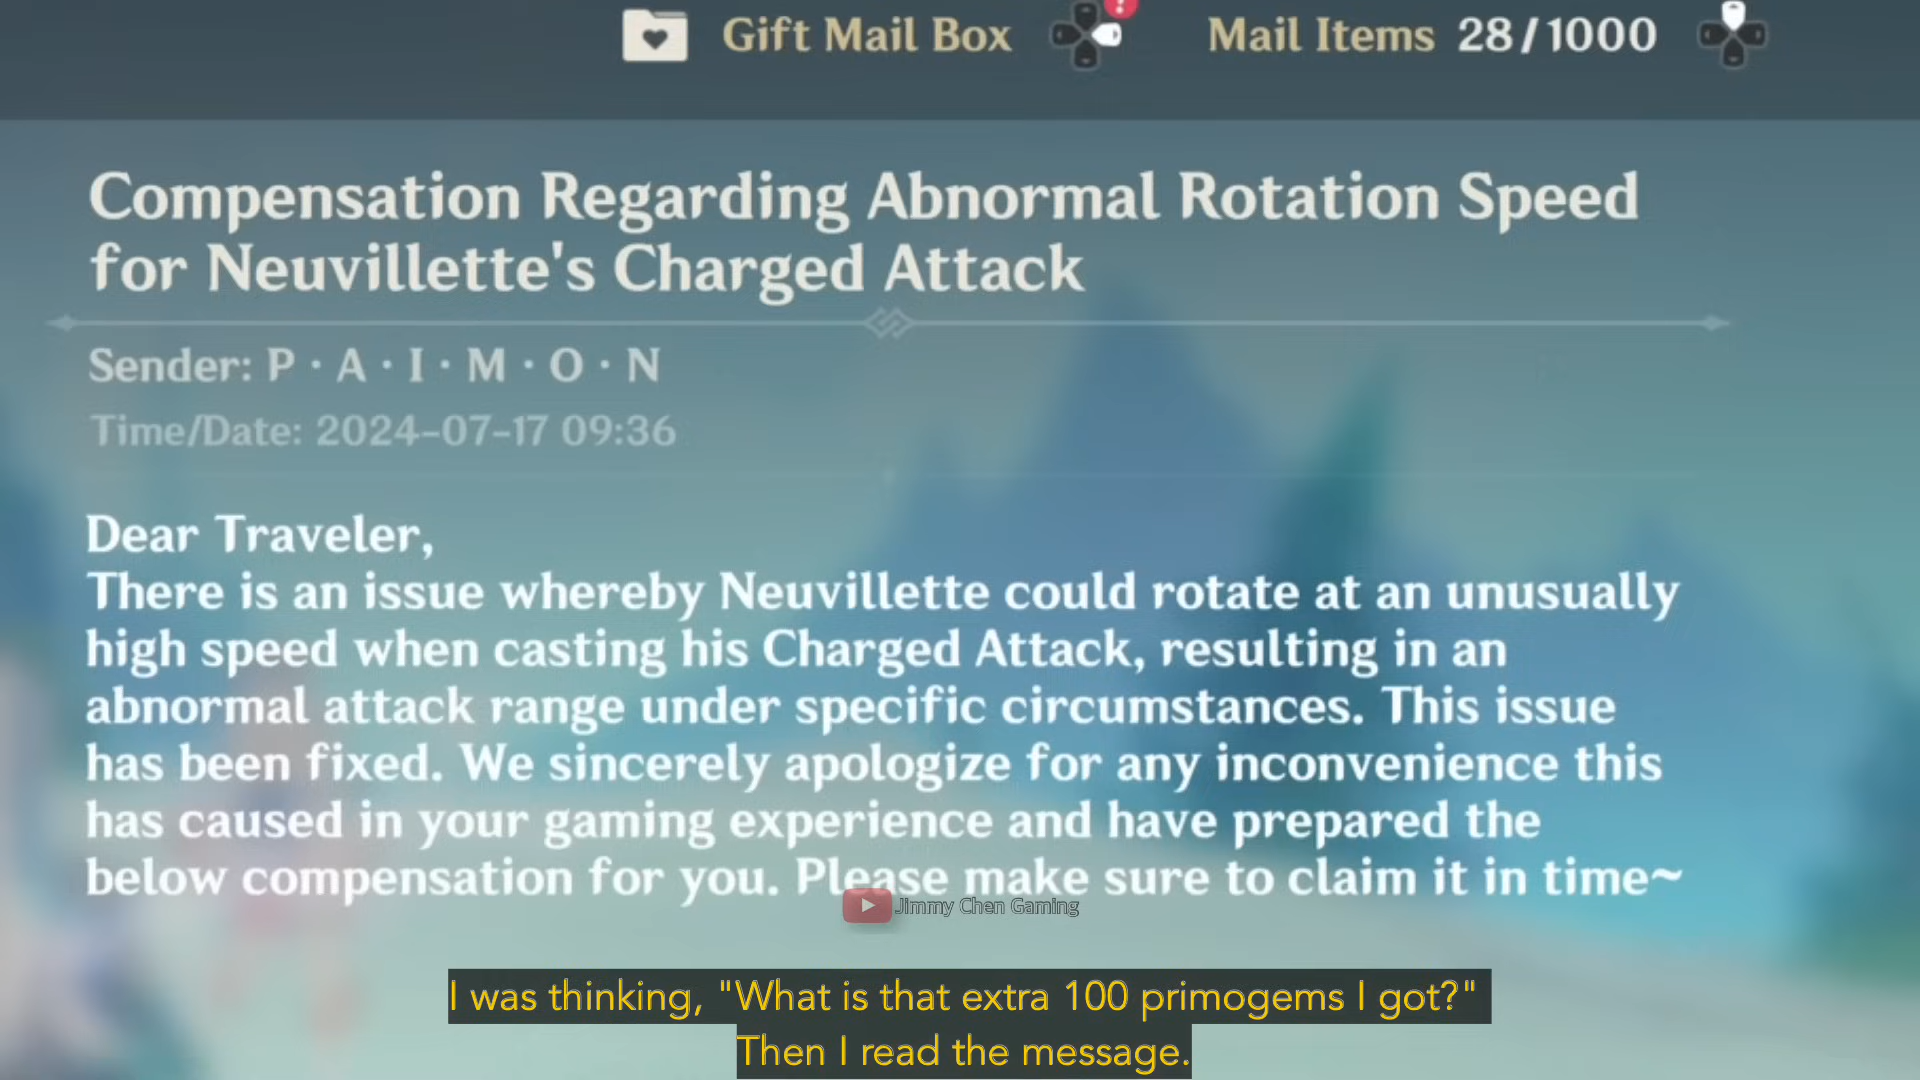 Gift Mail Box
Mail Items 28/1000
Compensation Regarding Abnormal Rotation Speed
for Neuvillette's Charged Attack
Sender: P · A · I · M · O · N
Time/Date: 2024-07-17 09:36
Dear Traveler,
There is an issue whereby Neuvillette could rotate at an unusually
high speed when casting his Charged Attack, resulting in an
abnormal attack range under specific circumstances. This issue
has been fixed. We sincerely apologize for any inconvenience this
has caused in your gaming experience and have prepared the
below compensation for you. Please make sure to claim it in time~
Jimmy Chen Gaming
I was thinking, "What is that extra 100 primogems I got?"
Then I read the message.